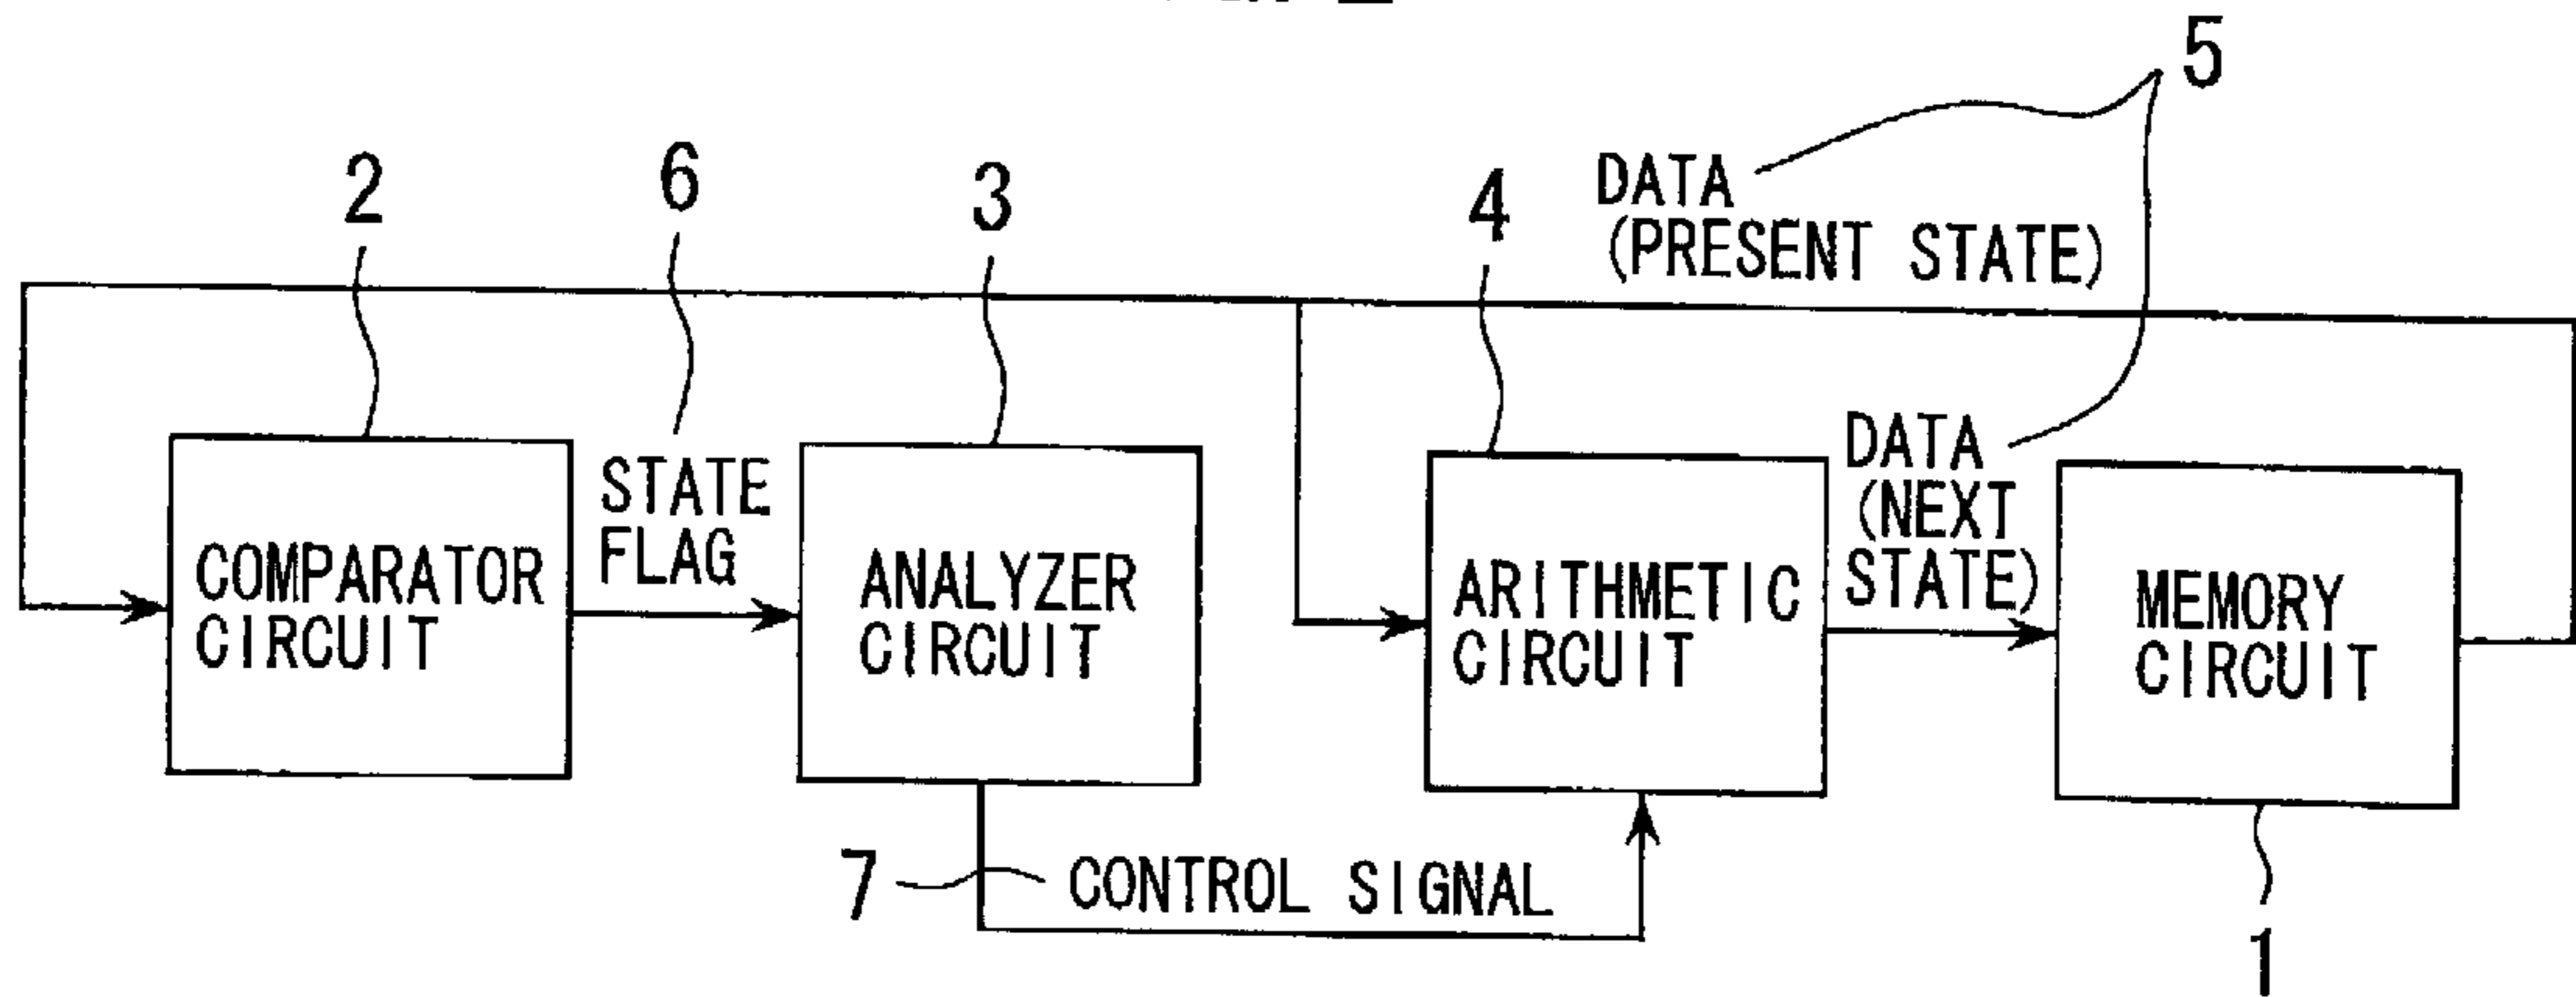 5
2
6
3
4
DATA
(PRESENT STATE)
DATA
(NEXT
STATE)
STATE
FLAG
COMPARATOR
CIRCUIT
ANALYZER
CIRCUIT
ARITHMETIC
CIRCUIT
MEMORY
CIRCUIT
7
CONTROL SIGNAL
1